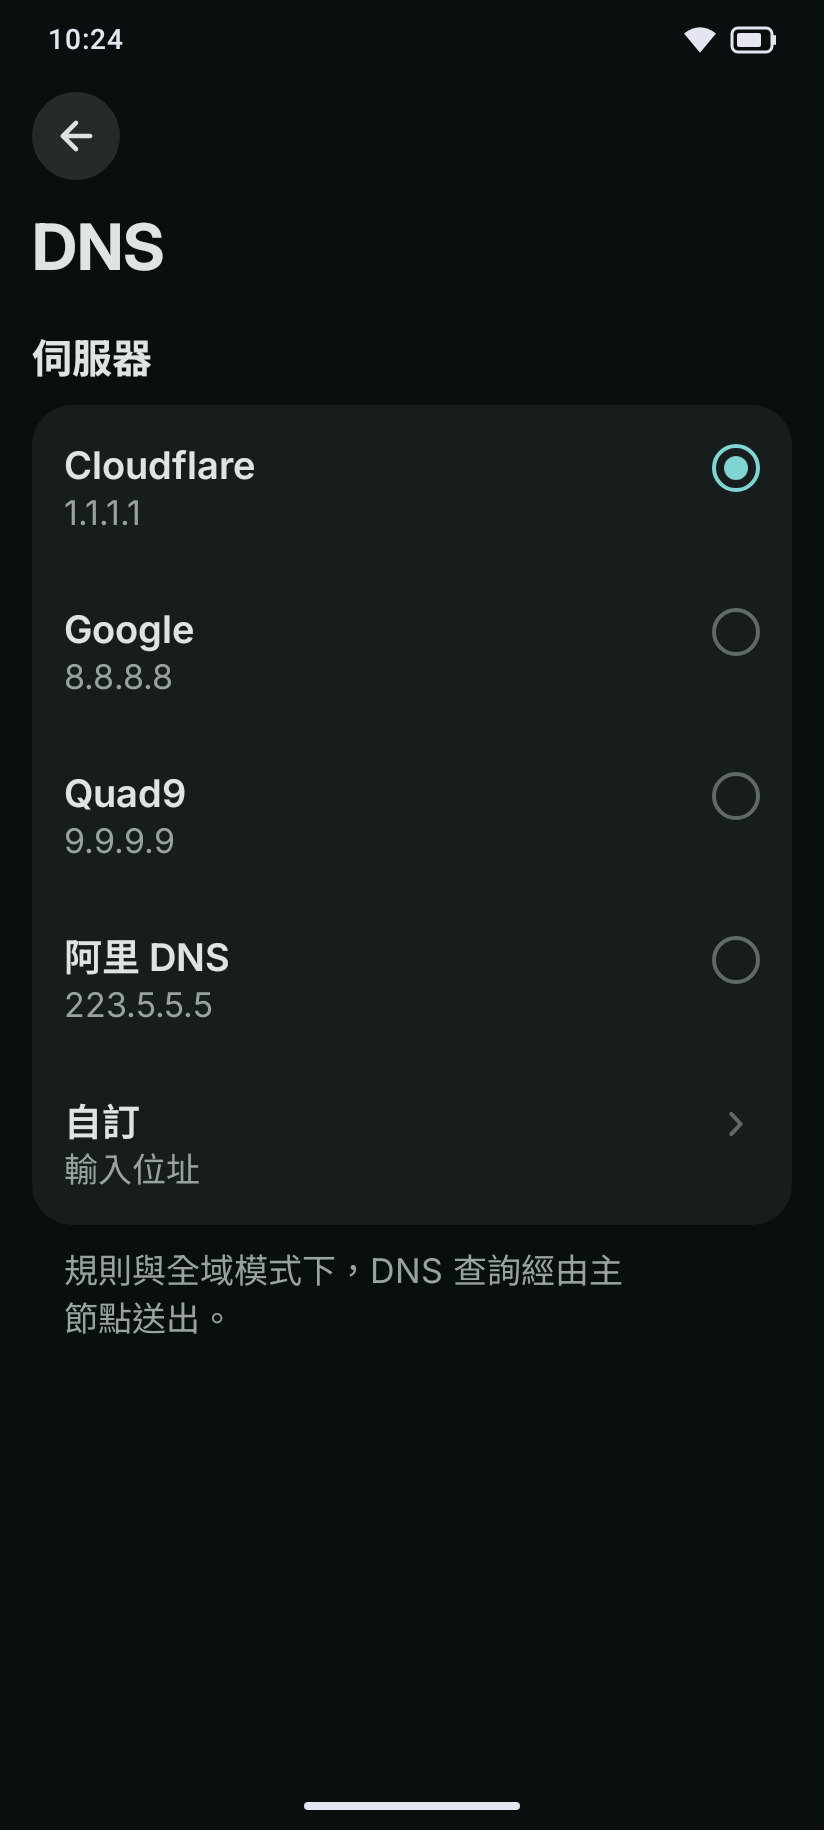 10:24
DNS
伺服器
Cloudflare
1.1.1.1
Google
8.8.8.8
Quad9
9.9.9.9
阿里 DNS
223.5.5.5
自訂
輸入位址
規則與全域模式下，DNS 查詢經由主
節點送出。